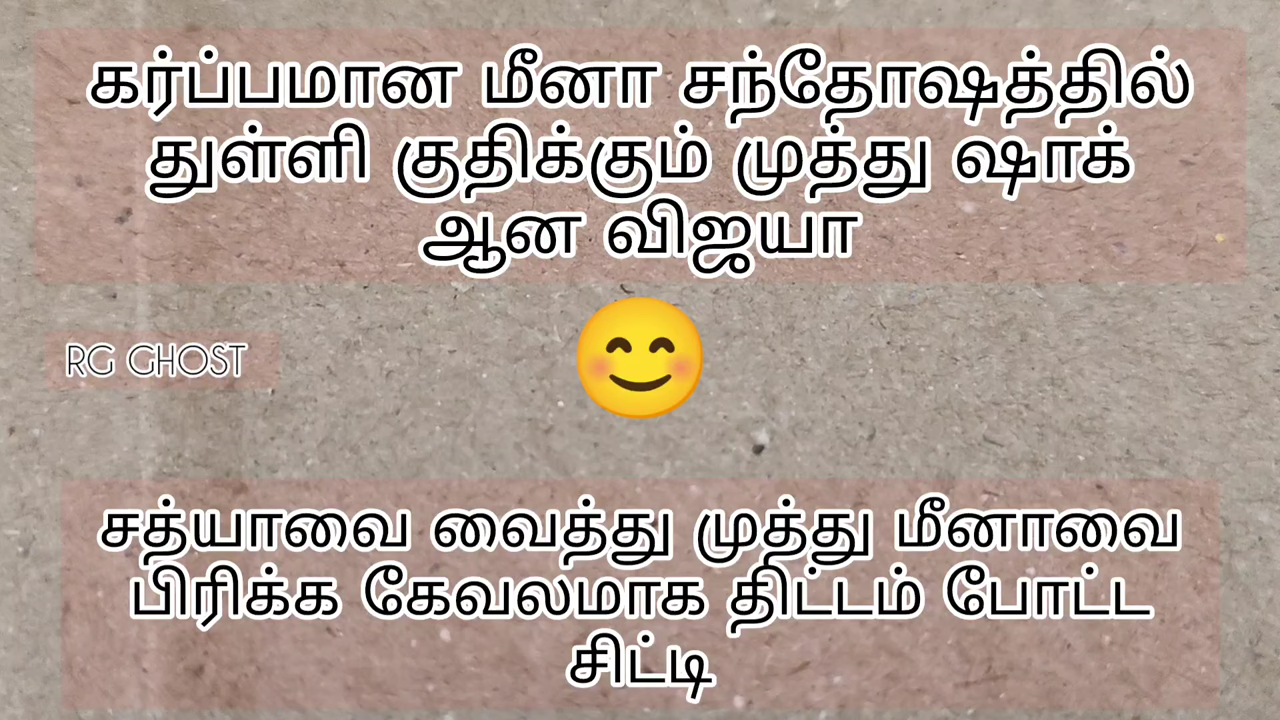 கர்ப்பமான மீனா சந்தோஷத்தில்
துள்ளி குதிக்கும் முத்து ஷாக்
ஆன விஜயா
RG GHOST
சத்யாவை வைத்து முத்து மீனாவை
பிரிக்க கேவலமாக திட்டம் போட்ட
சிட்டி